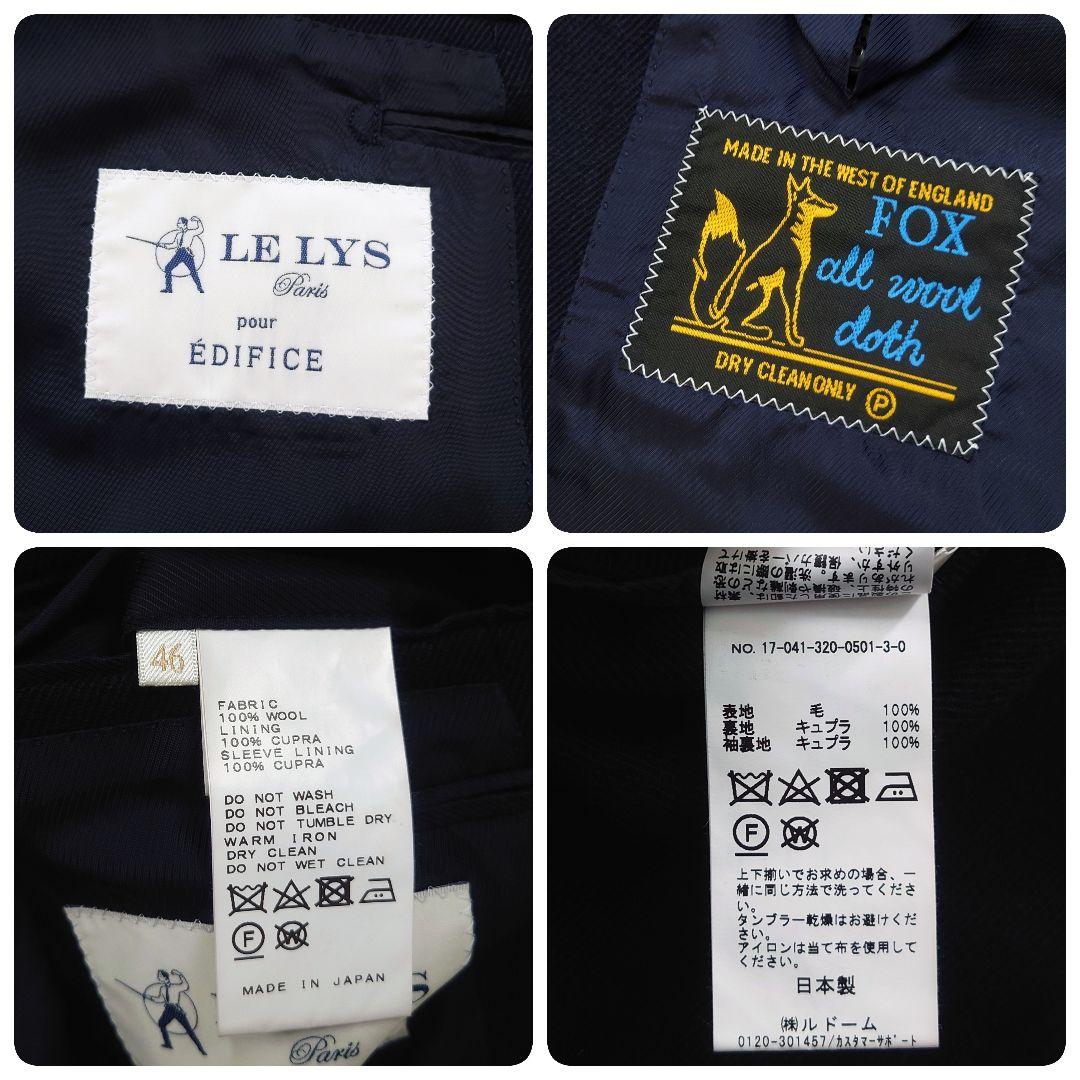 LE LYS
Paris
pour
ÉDIFICE
MADE IN THE WEST OF ENGLAND
FOX
all wool
cloth
DRY CLEAN ONLY P
46
FABRIC
100% WOOL
LINING
100% CUPRA
SLEEVE LINING
100% CUPRA
DO NOT WASH
DO NOT BLEACH
DO NOT TUMBLE DRY
WARM IRON
DRY CLEAN
DO NOT WET CLEAN
F W
MADE IN JAPAN
YS
Paris
NO. 17-041-320-0501-3-0
表地 毛 100%
裏地 キュプラ 100%
袖裏地 キュプラ 100%
F W
上下揃いでお求めの場合、一
緒に同じ方法で洗ってくださ
い。
タンブラー乾燥はお避けくだ
さい。
アイロンは当て布を使用して
ください。
日本製
㈱ルドーム
0120-301457/カスタマーサポート